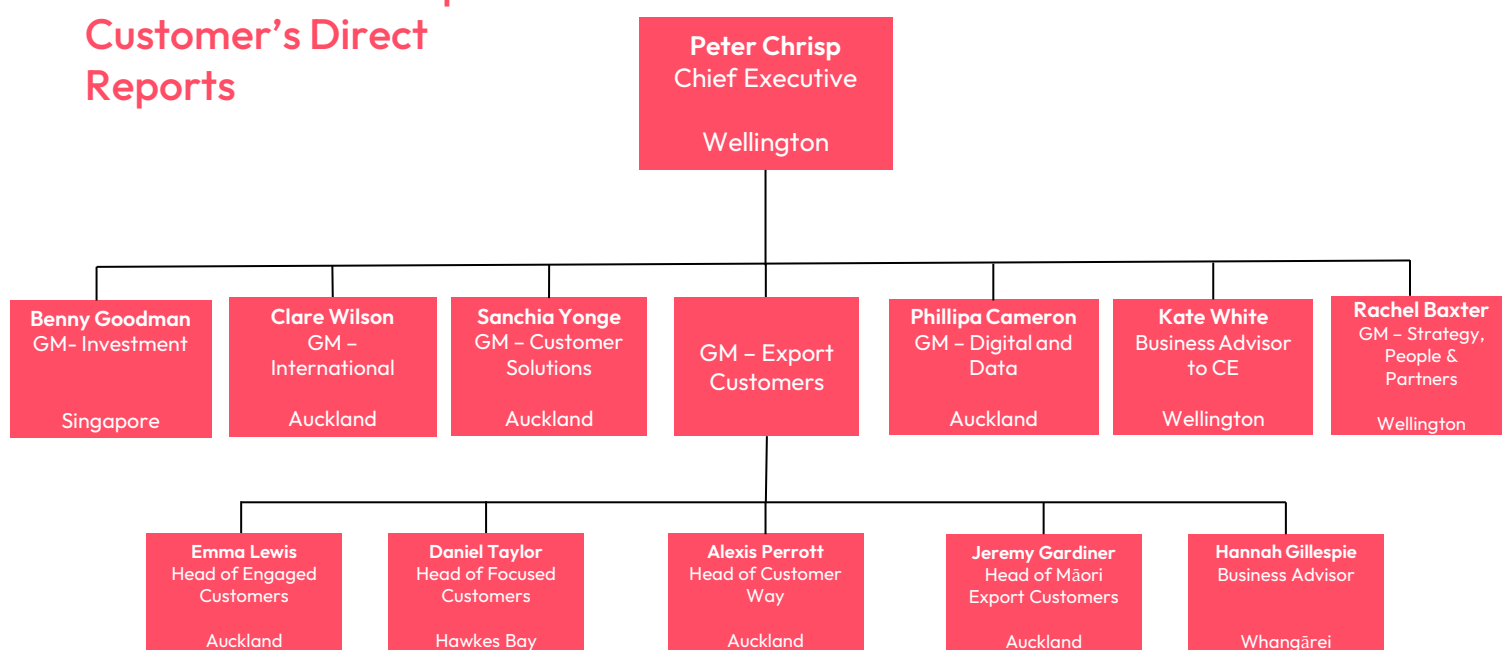 Customer's Direct
Reports
Peter Chrisp
Chief Executive
Wellington
Benny Goodman
GM- Investment
Singapore
Clare Wilson
GM –
International
Auckland
Sanchia Yonge
GM – Customer
Solutions
Auckland
GM – Export
Customers
Phillipa Cameron
GM – Digital and
Data
Auckland
Kate White
Business Advisor
to CE
Wellington
Rachel Baxter
GM – Strategy,
People &
Partners
Wellington
Emma Lewis
Head of Engaged
Customers
Auckland
Daniel Taylor
Head of Focused
Customers
Hawkes Bay
Alexis Perrott
Head of Customer
Way
Auckland
Jeremy Gardiner
Head of Māori
Export Customers
Auckland
Hannah Gillespie
Business Advisor
Whangārei